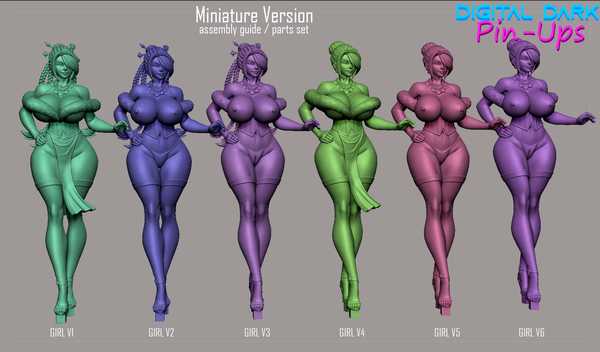 Miniature Version
assembly guide / parts set
DIGITAL DARK
Pin-Ups
GIRL V1
GIRL V2
GIRL V3
GIRL V4
GIRL V5
GIRL V6